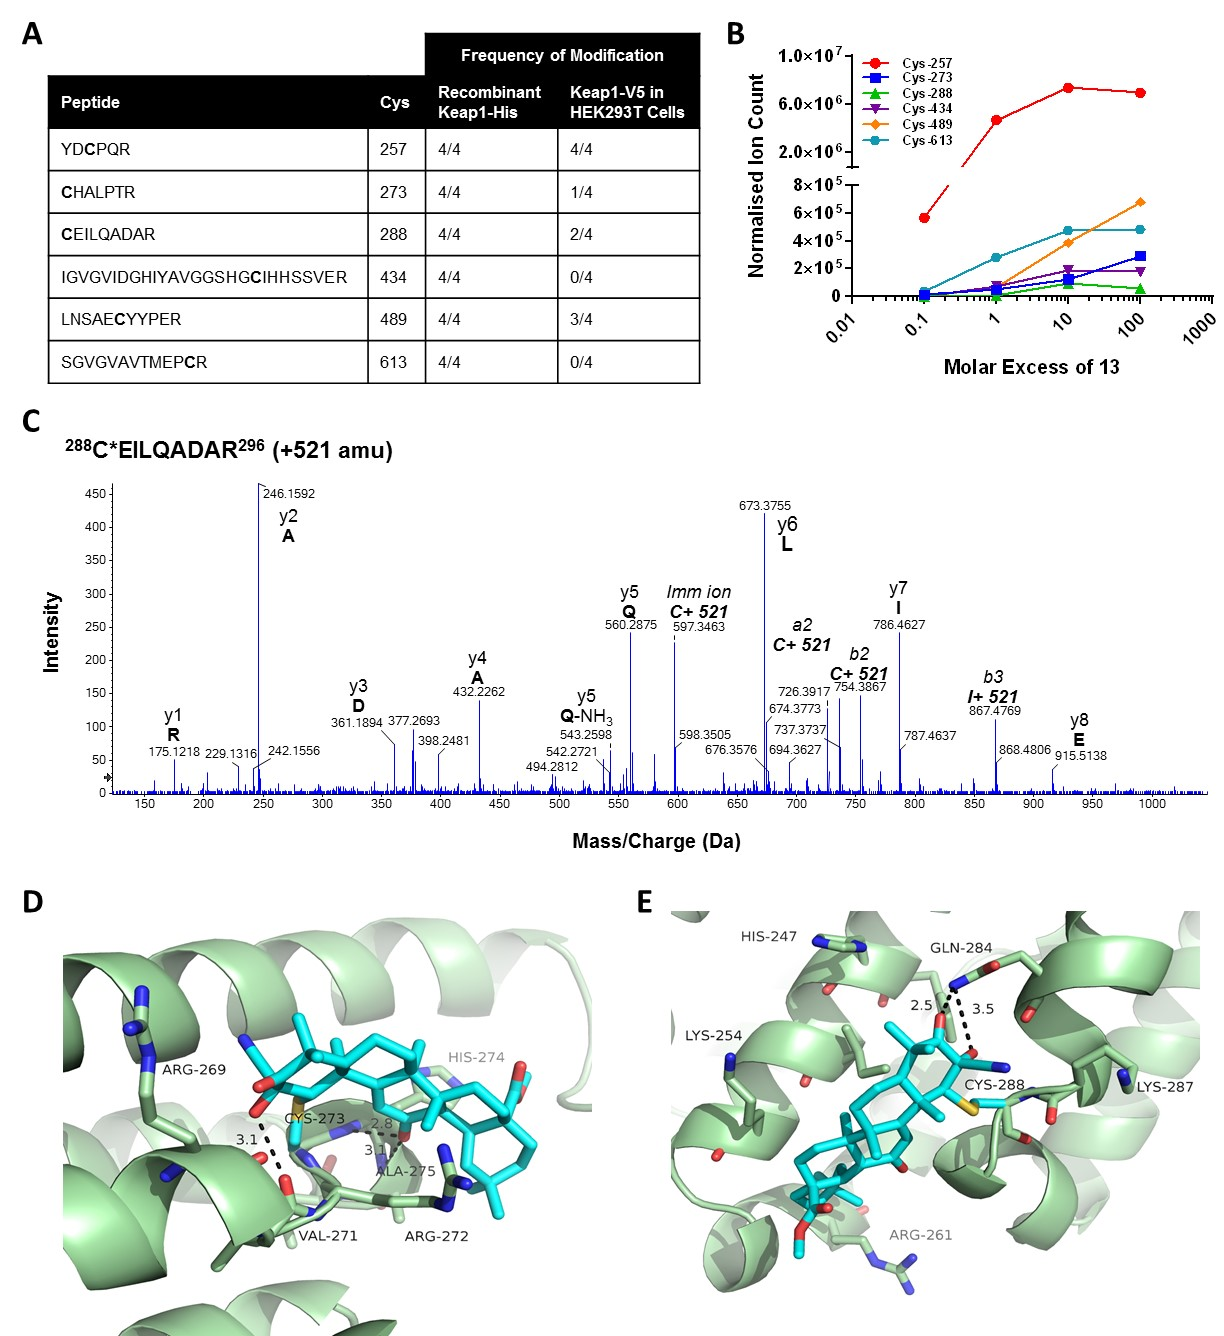 A
Frequency of Modification
Peptide Cys Recombinant Keap1-His Keap1-V5 in HEK293T Cells
YDCPQR 257 4/4 4/4
CHALPTR 273 4/4 1/4
CEILQADAR 288 4/4 2/4
IGVGVIDGHIYAVGGSHGCIHHSSVER 434 4/4 0/4
LNSAECYYPER 489 4/4 3/4
SGVGVAVTMEPCR 613 4/4 0/4
B
Normalised Ion Count
1.0×10⁷
6.0×10⁶
2.0×10⁶
8×10⁵
6×10⁵
4×10⁵
2×10⁵
0
Cys-257
Cys-273
Cys-288
Cys-434
Cys-489
Cys-613
0.01 0.1 1 10 100 1000
Molar Excess of 13
C
²⁸⁸C*EILQADAR²⁹⁶ (+521 amu)
Intensity
450
400
350
300
250
200
150
100
50
0
y1
R
175.1218
229.1316
246.1592
y2
A
242.1556
y3
D
361.1894
377.2693
398.2481
y4
A
432.2262
494.2812
y5
Q-NH₃
543.2598
542.2721
y5
Q
560.2875
Imm ion
C+ 521
597.3463
598.3505
673.3755
y6
L
674.3773
676.3576
694.3627
a2
C+ 521
726.3917
737.3737
b2
C+ 521
754.3867
y7
I
786.4627
787.4637
b3
I+ 521
867.4769
868.4806
y8
E
915.5138
150 200 250 300 350 400 450 500 550 600 650 700 750 800 850 900 950 1000
Mass/Charge (Da)
D
ARG-269
HIS-274
CYS-273
2.8
3.1
3.1
ALA-275
VAL-271
ARG-272
E
HIS-247
GLN-284
2.5
3.5
LYS-254
CYS-288
LYS-287
ARG-261